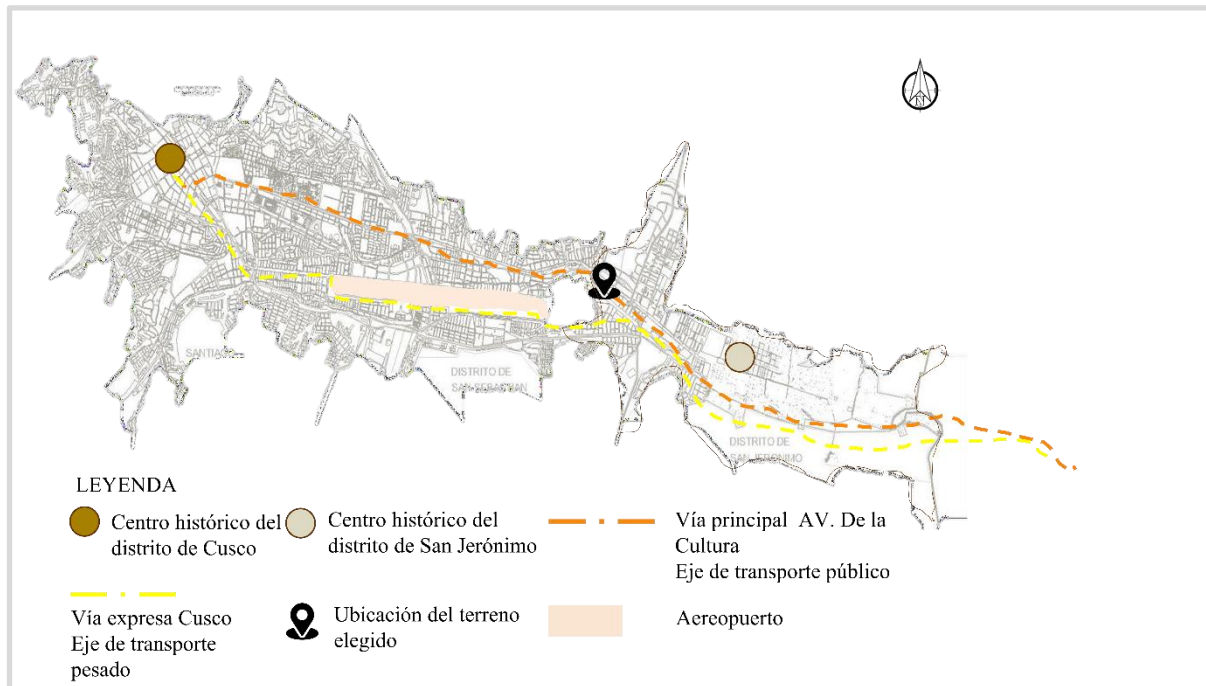 N
SANTIAGO
DISTRITO DE
SAN SEBASTIAN
DISTRITO DE
SAN JERONIMO
LEYENDA
Centro histórico del
distrito de Cusco
Centro histórico del
distrito de San Jerónimo
Vía principal AV. De la
Cultura
Eje de transporte público
Vía expresa Cusco
Eje de transporte
pesado
Ubicación del terreno
elegido
Aereopuerto